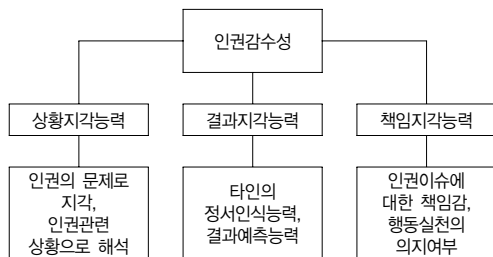 인권감수성
상황지각능력
결과지각능력
책임지각능력
인권의 문제로
지각,
인권관련
상황으로 해석
타인의
정서인식능력,
결과예측능력
인권이슈에
대한 책임감,
행동실천의
의지여부